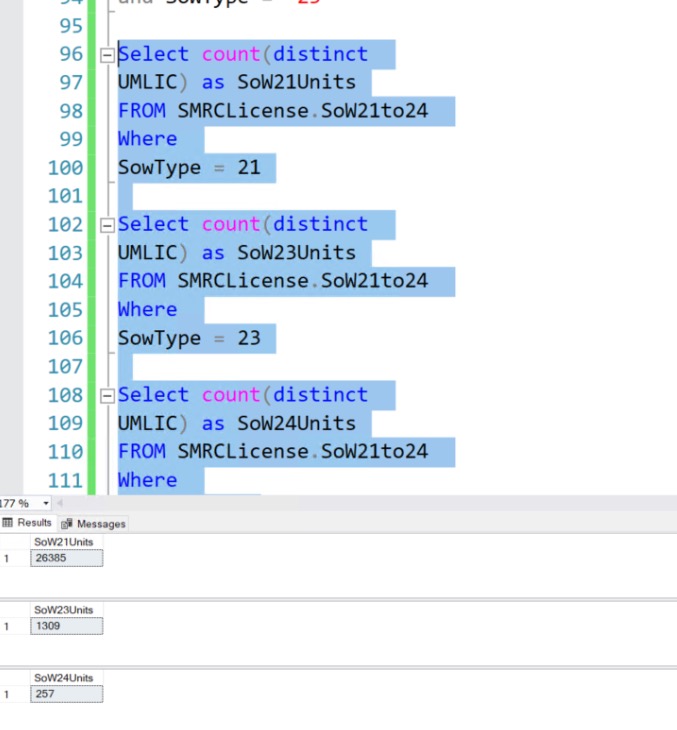 and SowType = '23'
95
96 Select count(distinct
97 UMLIC) as SoW21Units
98 FROM SMRCLicense.SoW21to24
99 Where
100 SowType = 21
101
102 Select count(distinct
103 UMLIC) as SoW23Units
104 FROM SMRCLicense.SoW21to24
105 Where
106 SowType = 23
107
108 Select count(distinct
109 UMLIC) as SoW24Units
110 FROM SMRCLicense.SoW21to24
111 Where
177 %
Results Messages
SoW21Units
1 26385
SoW23Units
1 1309
SoW24Units
1 257